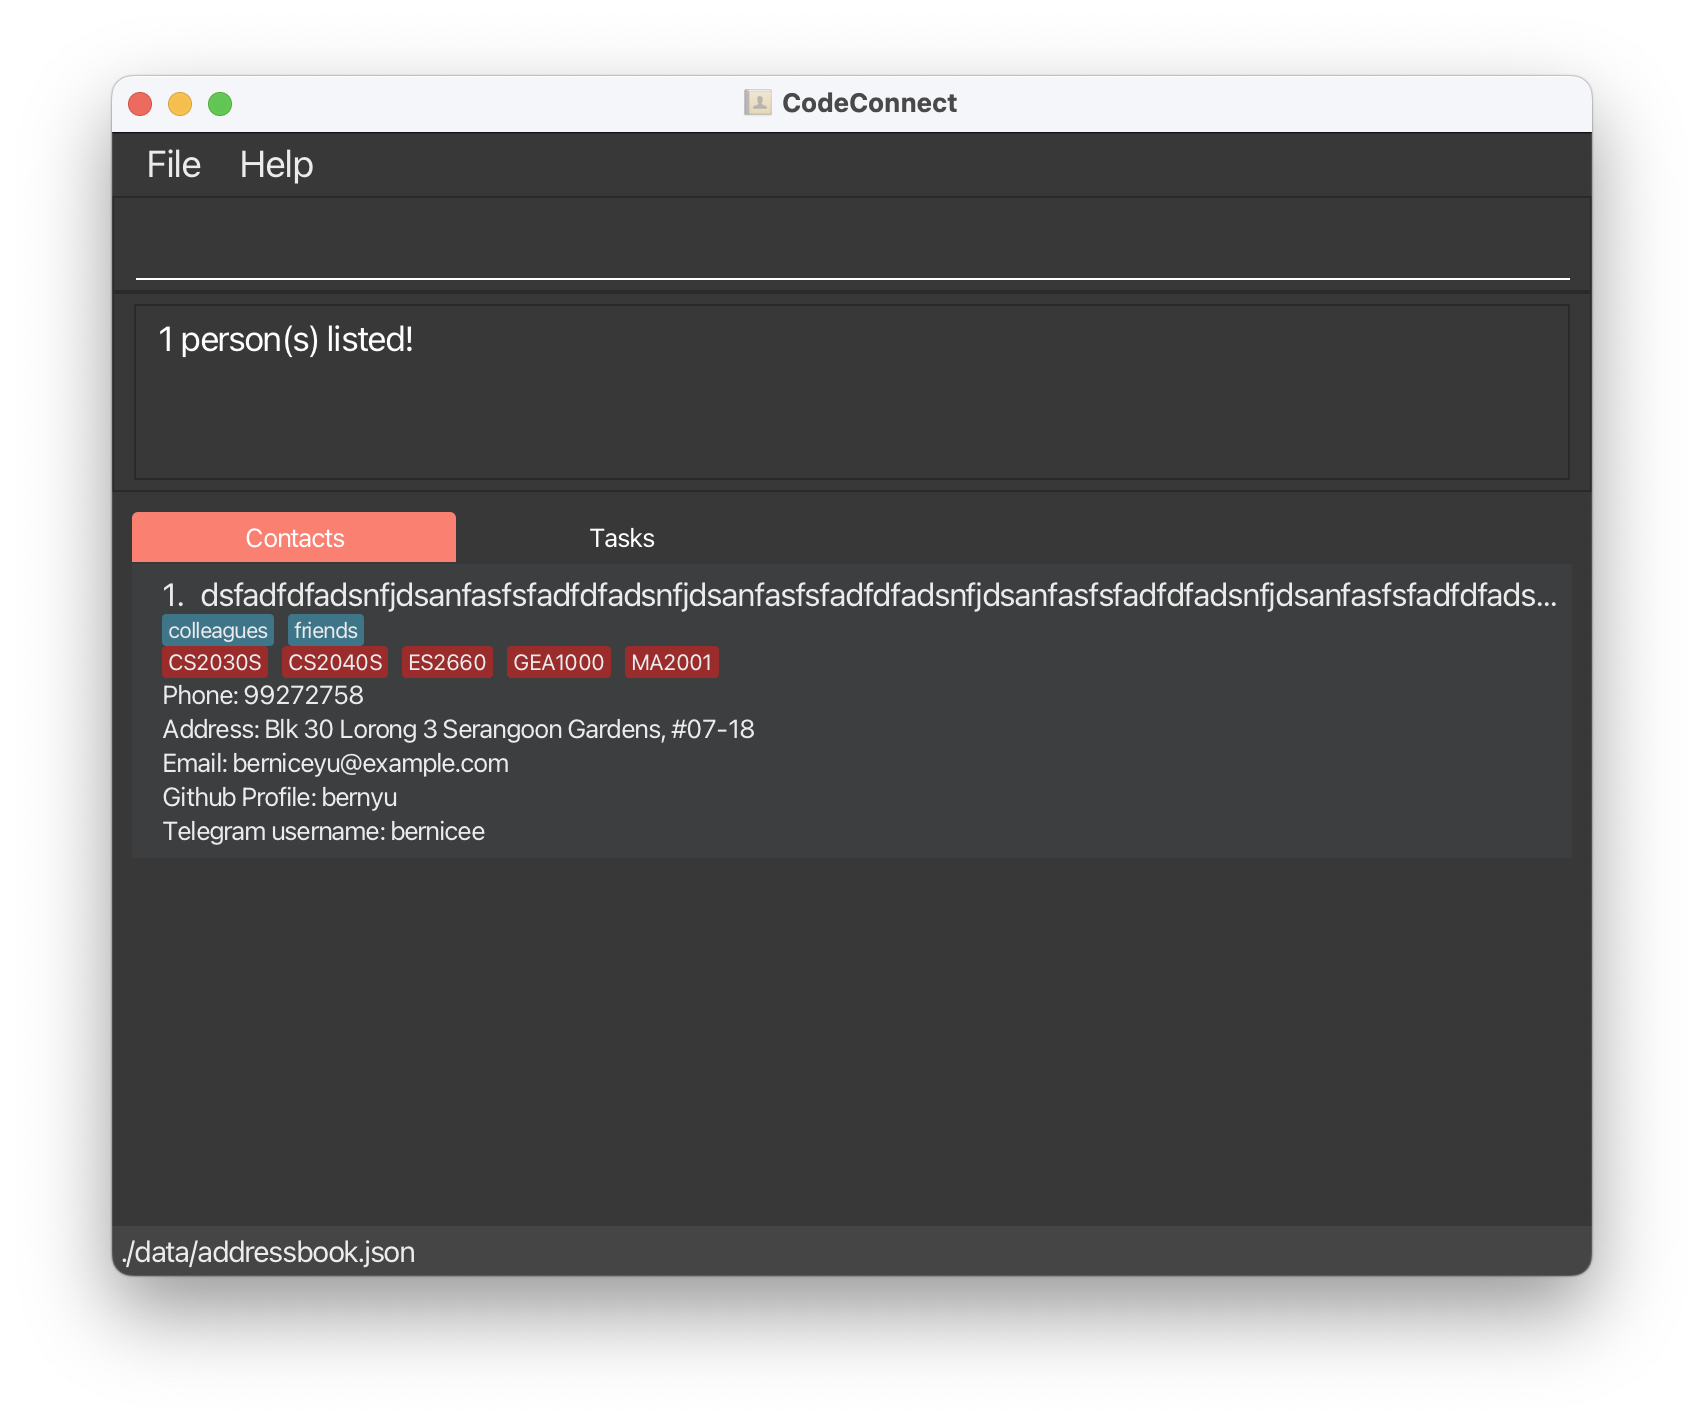 CodeConnect
File Help
1 person(s) listed!
Contacts Tasks
1. dsfadfdfadsnfjdsanfasfsfadfdfadsnfjdsanfasfsfadfdfadsnfjdsanfasfsfadfdfadsnfjdsanfasfsfadfdfads...
colleagues friends
CS2030S CS2040S ES2660 GEA1000 MA2001
Phone: 99272758
Address: Blk 30 Lorong 3 Serangoon Gardens, #07-18
Email: berniceyu@example.com
Github Profile: bernyu
Telegram username: bernicee
./data/addressbook.json